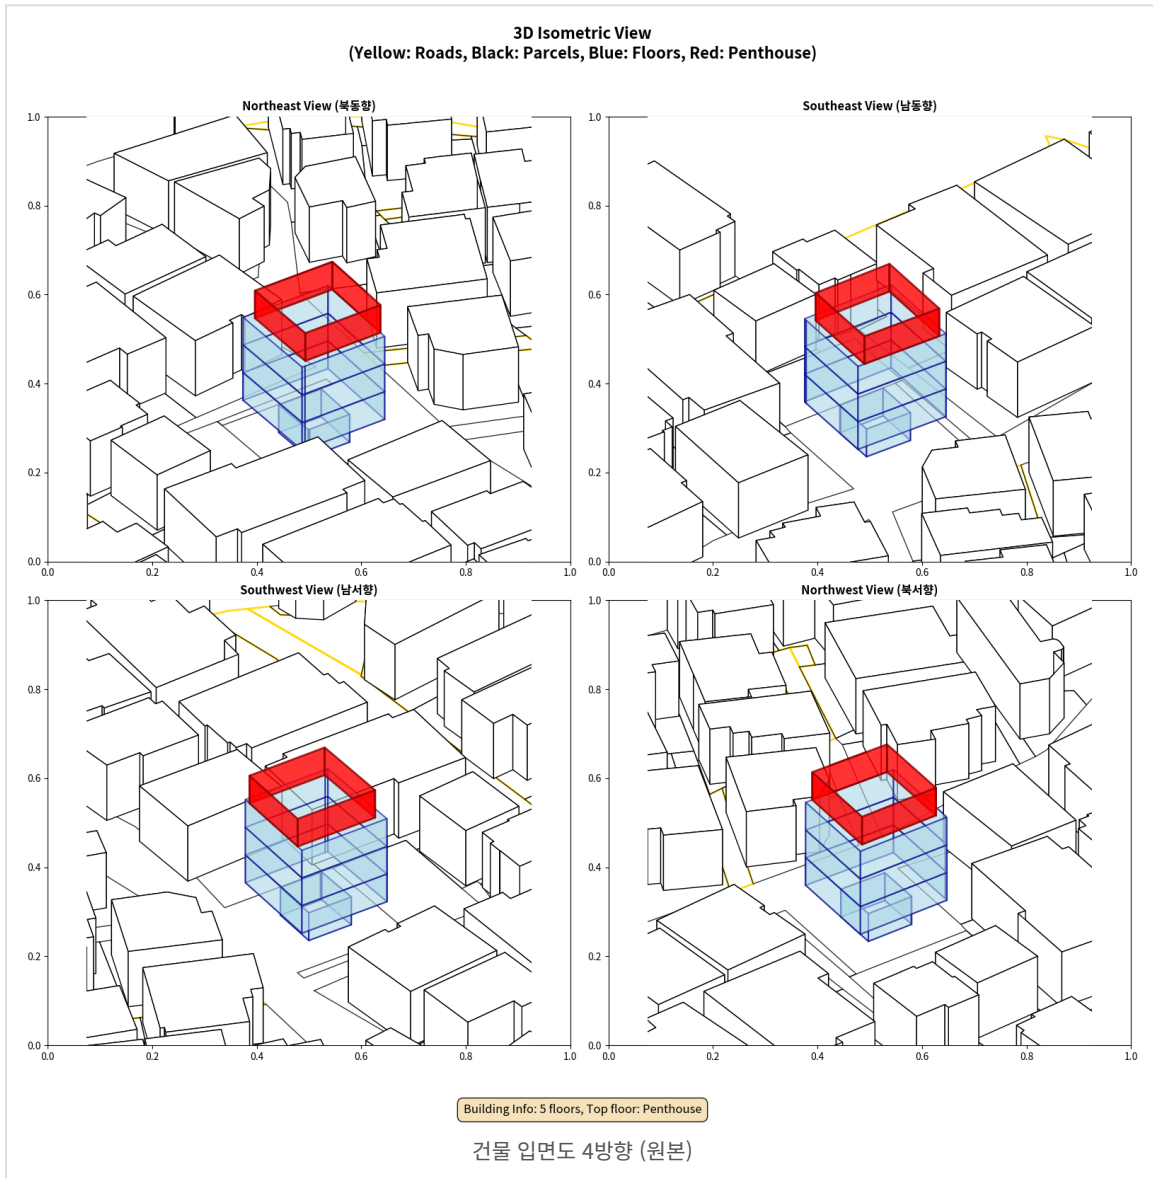 3D Isometric View
(Yellow: Roads, Black: Parcels, Blue: Floors, Red: Penthouse)
Northeast View (북동향)
1.0
0.8
0.6
0.4
0.2
0.0
0.0 0.2 0.4 0.6 0.8 1.0
Southeast View (남동향)
1.0
0.8
0.6
0.4
0.2
0.0
0.0 0.2 0.4 0.6 0.8 1.0
Southwest View (남서향)
1.0
0.8
0.6
0.4
0.2
0.0
0.0 0.2 0.4 0.6 0.8 1.0
Northwest View (북서향)
1.0
0.8
0.6
0.4
0.2
0.0
0.0 0.2 0.4 0.6 0.8 1.0
Building Info: 5 floors, Top floor: Penthouse
건물 입면도 4방향 (원본)